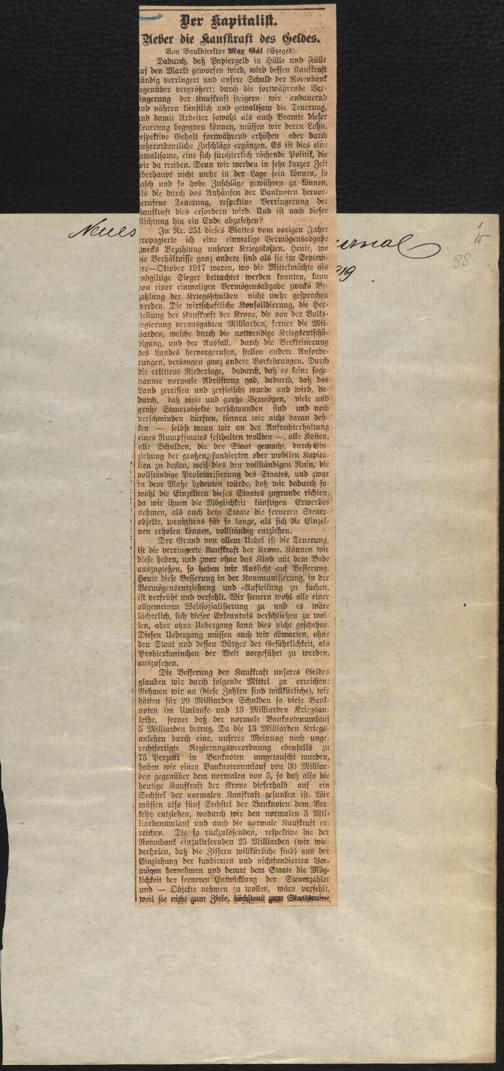 Der Kapitalist.
Ueber die Kaufkraft des Geldes.
Von Bankdirektor Max Gál (Szeged).
Dadurch, daß Papiergeld in Hülle und Fülle
auf den Markt geworfen wird, wird dessen Kaufkraft
ständig verringert und unsere Schuld der Notenbank
gegenüber vergrößert; durch die fortwährende Ver-
ringerung der Kaufkraft steigern wir andauernd
und nähren künstlich und gewaltsam die Teuerung,
und damit Arbeiter sowohl als auch Beamte dieser
Teuerung begegnen können, müssen wir deren Lohn,
respektive Gehalt fortwährend erhöhen oder durch
außerordentliche Zuschläge ergänzen. Es ist dies eine
gewaltsame, eine sich fürchterlich rächende Politik, die
wir da treiben. Denn wir werden in sehr kurzer Zeit
überhaupt nicht mehr in der Lage sein können, so
rasch und so hohe Zuschläge gewähren zu können,
als die durch das Anhäufen der Banknoten hervor-
gerufene Teuerung, respektive Verringerung der
Kaufkraft dies erfordern wird. Und ist nach dieser
Richtung hin ein Ende abzusehen?
In Nr. 251 dieses Blattes vom vorigen Jahre
propagierte ich eine einmalige Vermögensabgabe
zwecks Bezahlung unserer Kriegskosten. Heute, wo
die Verhältnisse ganz andere sind als sie im Septem-
ber—Oktober 1917 waren, wo die Mittelmächte als
endgiltige Sieger betrachtet werden konnten, kann
von einer einmaligen Vermögensabgabe zwecks Be-
zahlung der Kriegsschulden nicht mehr gesprochen
werden. Die wirtschaftliche Konsolidierung, die Her-
stellung der Kaufkraft der Krone, die von der Volks-
regierung verausgabten Milliarden, ferner die Mil-
liarden, welche durch die notwendige Kriegsentschä-
digung, und der Ausfall, durch die Verkleinerung
des Landes hervorgerufen, stellen andere Anforde-
rungen, verlangen ganz andere Vorkehrungen. Durch
die erlittene Niederlage, dadurch, daß es keine soge-
nannte normale Abrüstung gab, dadurch, daß das
Land zerrissen und zerfleischt wurde und wird, da-
durch, daß viele und große Vermögen, viele und
große Steuerobjekte verschwunden sind und noch
verschwinden dürften, können wir nicht daran den-
ken — selbst wenn wir an der Aufrechterhaltung
eines Rumpfstaates festhalten wollten —, alle Kosten,
alle Schulden, die der Staat gemacht, durch Ein-
ziehung der großen, fundierten oder mobilen Kapita-
lien zu decken, weil dies den vollständigen Ruin, die
vollständige Proletarisierung des Staates, und zwar
in dem Maße bedeuten würde, daß wir dadurch so-
wohl die Einzelnen dieses Staates zugrunde richten,
da wir ihnen die Möglichkeit künftigen Erwerbes
nehmen, als auch dem Staate die ferneren Steuer-
objekte, wenigstens für so lange, als sich die Einzel-
nen erholen können, vollständig entziehen.
Der Grund von allem Uebel ist die Teuerung,
ist die verringerte Kaufkraft der Krone. Können wir
diese heben, und zwar ohne das Kind mit dem Bade
auszugießen, so haben wir Aussicht auf Besserung.
Heute diese Besserung in der Kommunisierung, in der
Vermögensentziehung und -Aufteilung zu suchen,
ist verfrüht und verfehlt. Wir steuern wohl alle einer
allgemeinen Weltsozialisierung zu und es wäre
lächerlich, sich dieser Erkenntnis verschließen zu wol-
len, aber ohne Uebergang kann dies nicht geschehen.
Diesen Uebergang müssen auch wir abwarten, ohne
den Staat und dessen Bürger der Gefährlichkeit, als
Probierkaninchen der Welt vorgeführt zu werden,
auszusetzen.
Die Besserung der Kaufkraft unseres Geldes
glauben wir durch folgende Mittel zu erreichen:
Nehmen wir an (diese Zahlen sind willkürliche), wir
hätten für 20 Milliarden Schulden so viele Bank-
noten im Umlaufe und 13 Milliarden Kriegsan-
leihe, ferner daß der normale Banknotenumlauf
5 Milliarden betrug. Da die 13 Milliarden Kriegs-
anleihen durch eine, unserer Meinung nach unge-
rechtfertigte Regierungsverordnung ebenfalls zu
75 Perzent in Banknoten umgetauscht wurden,
haben wir einen Banknotenumlauf von 30 Milliar-
den gegenüber dem normalen von 5, so daß also die
heutige Kaufkraft der Krone dieserhalb auf ein
Sechstel der normalen Kaufkraft gesunken ist. Wir
müssen also fünf Sechstel der Banknoten dem Ver-
kehr entziehen, wodurch wir den normalen 5 Mil-
liardenumlauf und auch die normale Kaufkraft er-
reichen. Die so rückzulösenden, respektive die der
Notenbank einzuliefernden 25 Milliarden (wir wie-
derholen, daß die Ziffern willkürliche sind) aus der
Einziehung der fundierten und nichtfundierten Ver-
mögen hernehmen und derart dem Staate die Mög-
lichkeit der ferneren Entwicklung der Steuerzahler
und — Objekte nehmen zu wollen, wäre verfehlt,
weil sie nicht zum Ziele, höchstens zum Staatsruine
Neues
urnal
19
88